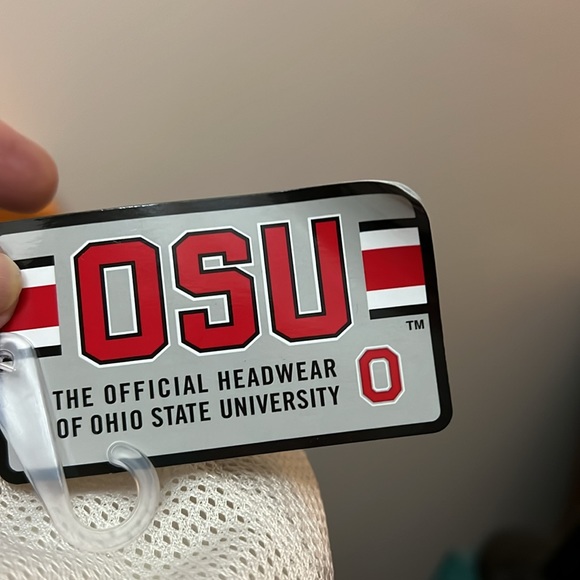 OSU
TM
THE OFFICIAL HEADWEAR
OF OHIO STATE UNIVERSITY
O